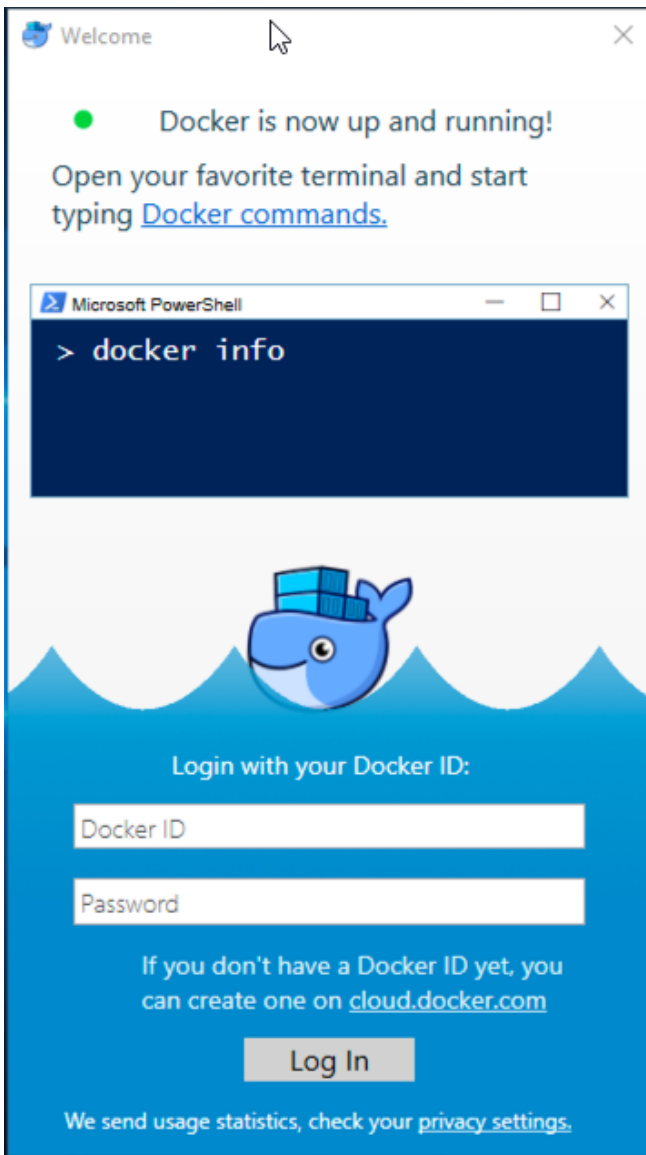 Welcome
Docker is now up and running!
Open your favorite terminal and start
typing Docker commands.
Microsoft PowerShell
> docker info
Login with your Docker ID:
Docker ID
Password
If you don't have a Docker ID yet, you
can create one on cloud.docker.com
Log In
We send usage statistics, check your privacy settings.